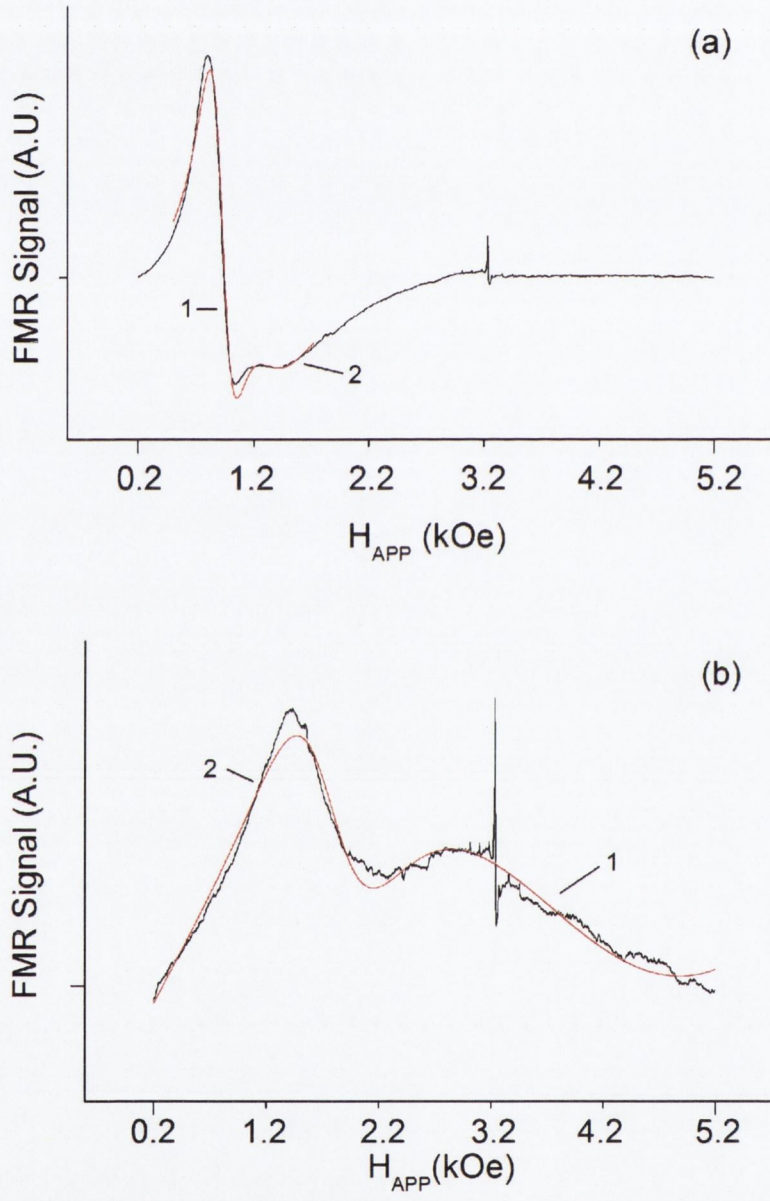 (a)
FMR Signal (A.U.)
1
2
0.2 1.2 2.2 3.2 4.2 5.2
H_APP (kOe)
(b)
FMR Signal (A.U.)
2
1
0.2 1.2 2.2 3.2 4.2 5.2
H_APP(kOe)